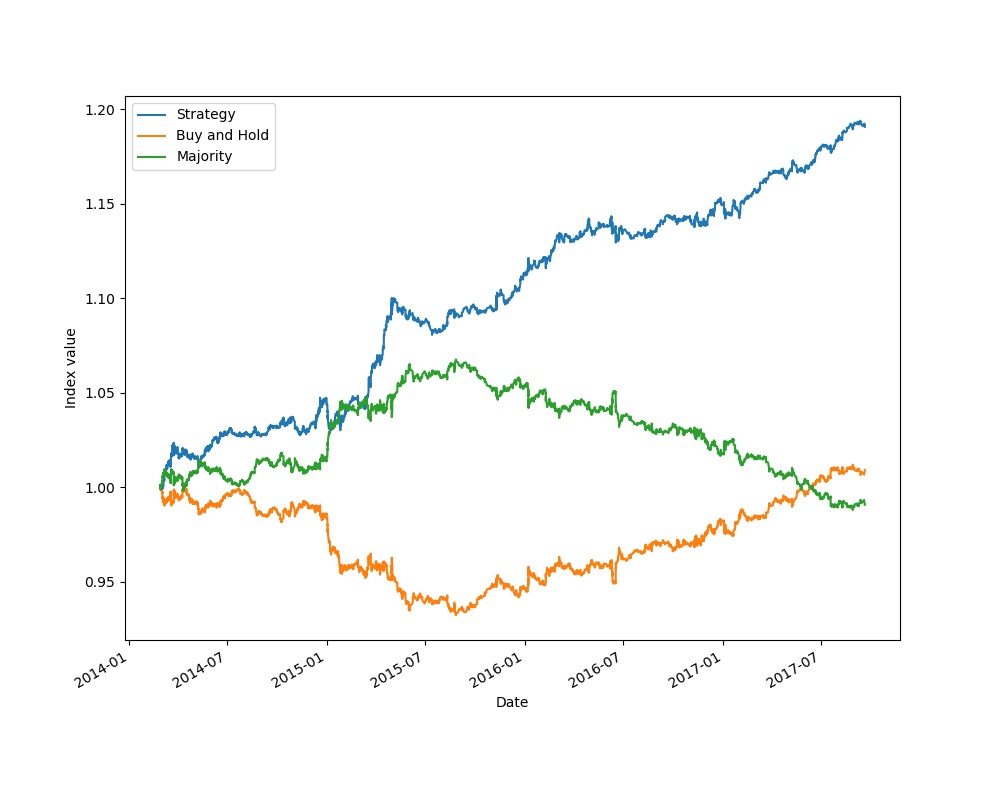 1.20
1.15
1.10
1.05
1.00
0.95
Index value
Strategy
Buy and Hold
Majority
2014-01
2014-07
2015-01
2015-07
2016-01
2016-07
2017-01
2017-07
Date